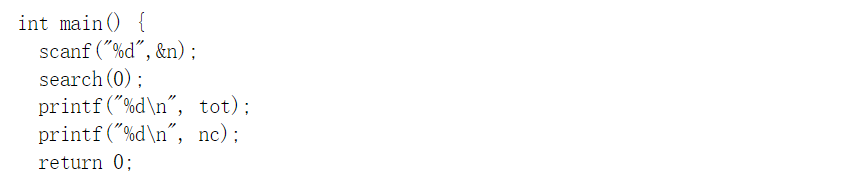 int main() {
scanf("%d",&n);
search(0);
printf("%d\n", tot);
printf("%d\n", nc);
return 0;